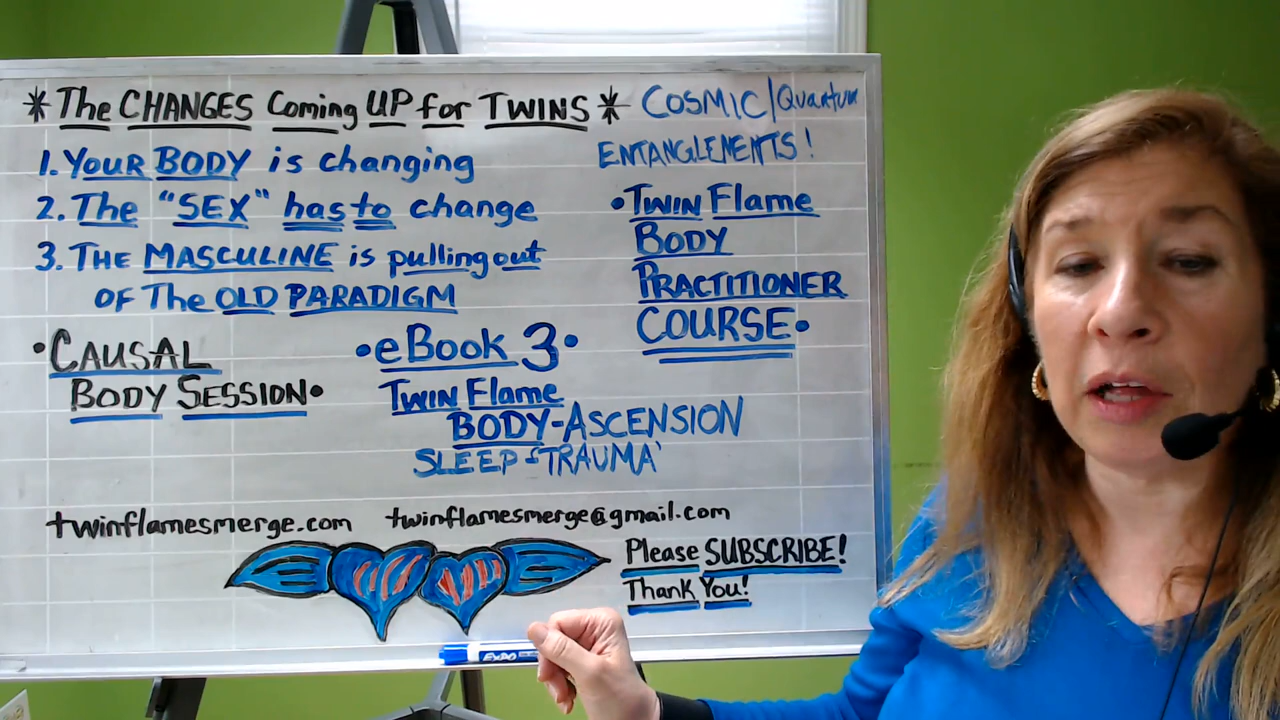 * The CHANGES Coming UP for TWINS *
1. YOUR BODY is changing
2. The "SEX" has to change
3. THE MASCULINE is pulling out
OF The OLD PARADIGM
COSMIC/Quantum
ENTANGLEMENTS!
• TWIN Flame
BODY
PRACTITIONER
COURSE •
• CAUSAL
BODY SESSION •
• eBook 3 •
TWIN Flame
BODY-ASCENSION
SLEEP-'TRAUMA'
twinflamesmerge.com
twinflamesmerge@gmail.com
Please SUBSCRIBE!
Thank You!
EXPO